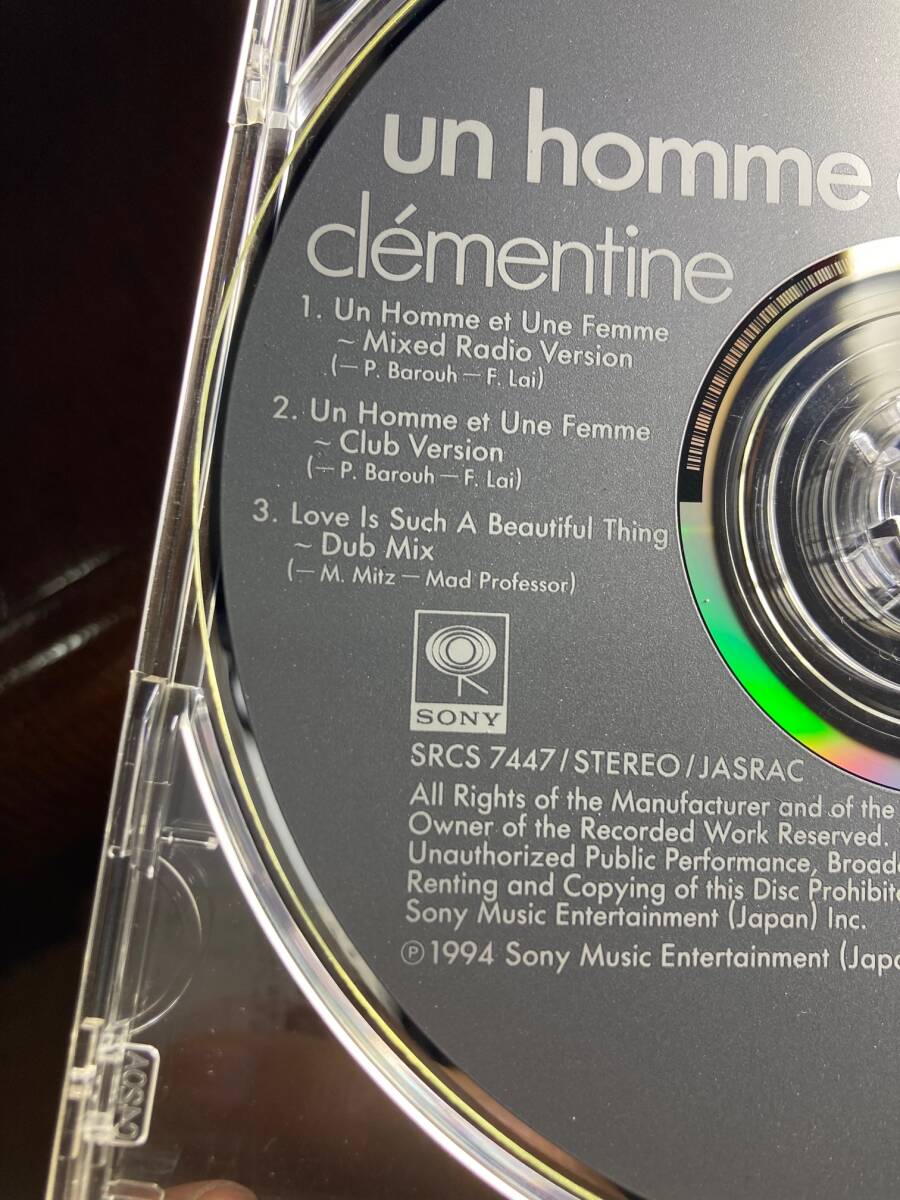 un homme
clémentine
1. Un Homme et Une Femme
~ Mixed Radio Version
(— P. Barouh — F. Lai)
2. Un Homme et Une Femme
~ Club Version
(— P. Barouh — F. Lai)
3. Love Is Such A Beautiful Thing
~ Dub Mix
(— M. Mitz — Mad Professor)
SONY
SRCS 7447/STEREO/JASRAC
All Rights of the Manufacturer and of the
Owner of the Recorded Work Reserved.
Unauthorized Public Performance,
Renting and Copying of this Disc
Sony Music Entertainment (Japan) Inc.
℗1994 Sony Music Entertainment